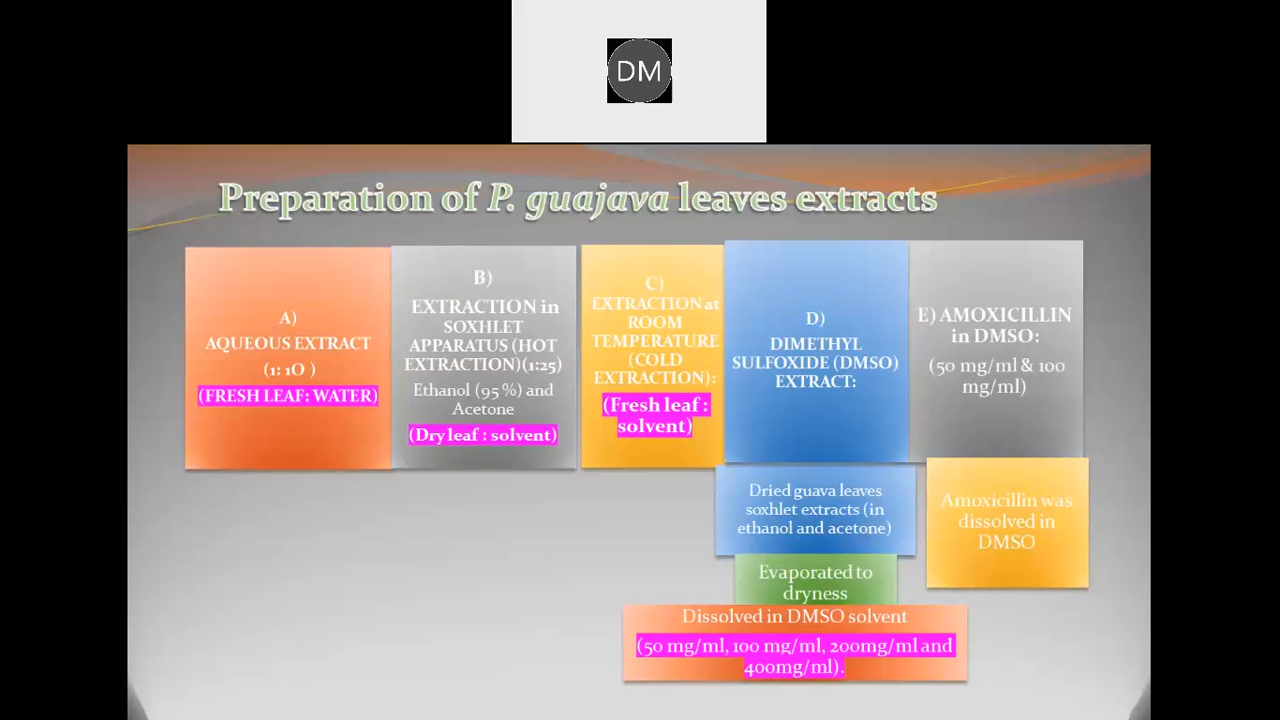 DM
Preparation of P. guajava leaves extracts
A)
AQUEOUS EXTRACT
(1: 1O )
(FRESH LEAF: WATER)
B)
EXTRACTION in
SOXHLET
APPARATUS (HOT
EXTRACTION)(1:25)
Ethanol (95%) and
Acetone
(Dry leaf : solvent)
C)
EXTRACTION at
ROOM
TEMPERATURE
(COLD
EXTRACTION):
(Fresh leaf :
solvent)
D)
DIMETHYL
SULFOXIDE (DMSO)
EXTRACT:
E) AMOXICILLIN
in DMSO:
(50 mg/ml & 100
mg/ml)
Dried guava leaves
soxhlet extracts (in
ethanol and acetone)
Evaporated to
dryness
Dissolved in DMSO solvent
(50 mg/ml, 100 mg/ml, 200mg/ml and
400mg/ml).
Amoxicillin was
dissolved in
DMSO